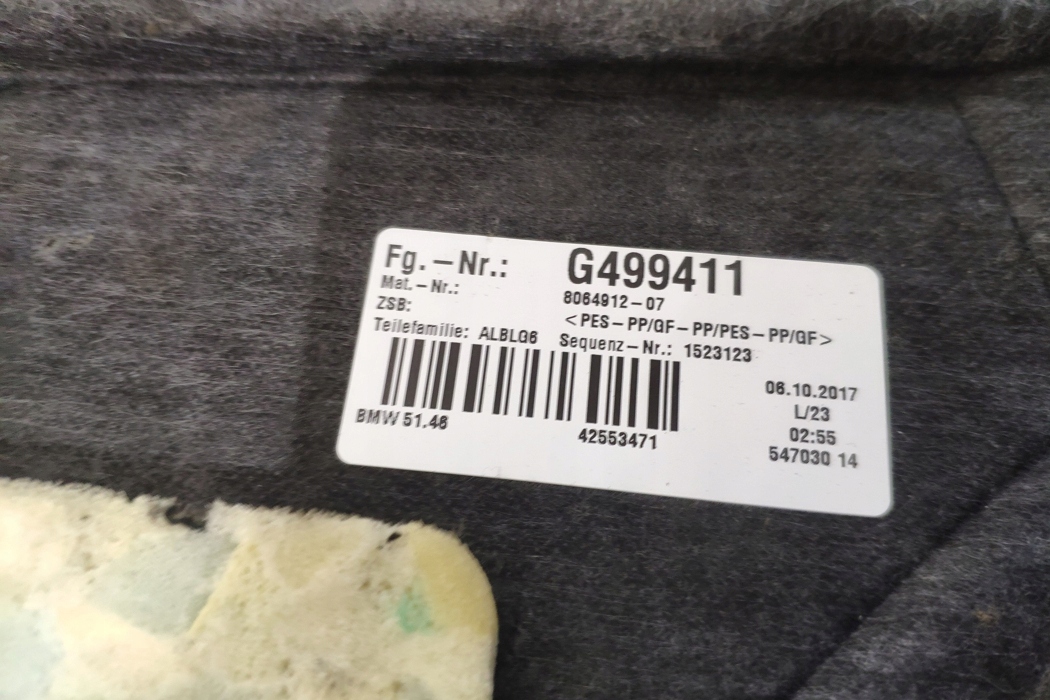 Fg.-Nr.: G499411
Mat.-Nr.: 8064912-07
ZSB: <PES-PP/GF-PP/PES-PP/GF>
Teilefamilie: ALBLG6 Sequenz-Nr.: 1523123
06.10.2017
L/23
BMW 51.46 02:55
42553471 547030 14